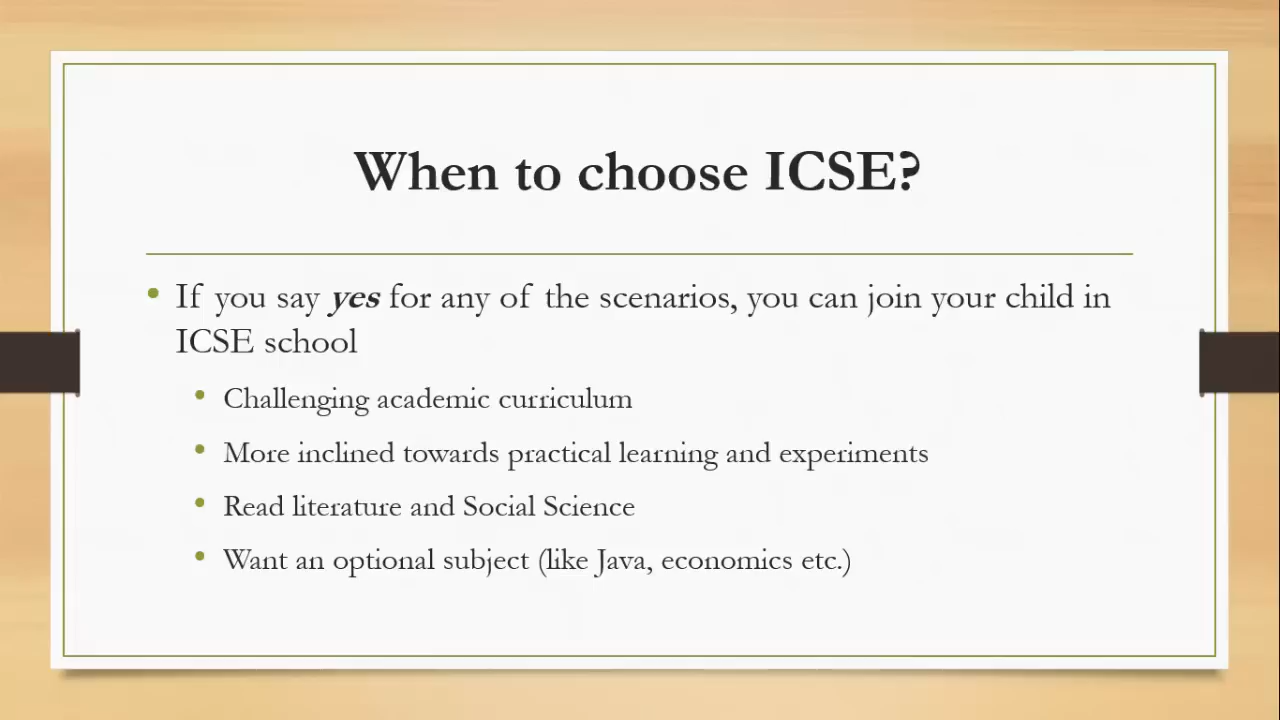 When to choose ICSE?
• If you say yes for any of the scenarios, you can join your child in
ICSE school
• Challenging academic curriculum
• More inclined towards practical learning and experiments
• Read literature and Social Science
• Want an optional subject (like Java, economics etc.)